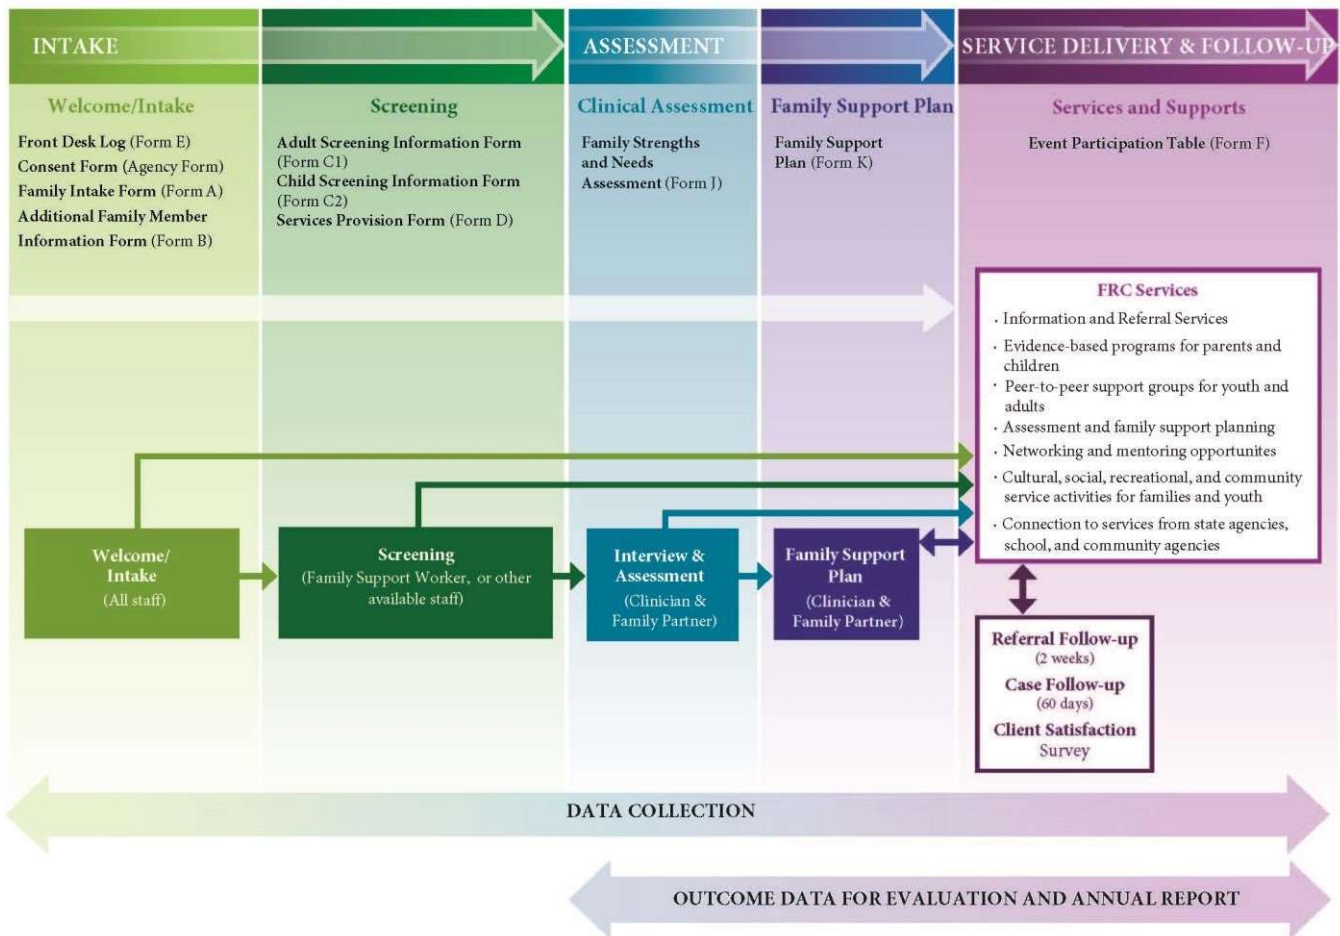 INTAKE
ASSESSMENT
SERVICE DELIVERY & FOLLOW-UP
Welcome/Intake
Front Desk Log (Form E)
Consent Form (Agency Form)
Family Intake Form (Form A)
Additional Family Member
Information Form (Form B)
Screening
Adult Screening Information Form
(Form C1)
Child Screening Information Form
(Form C2)
Services Provision Form (Form D)
Clinical Assessment
Family Strengths
and Needs
Assessment (Form J)
Family Support Plan
Family Support
Plan (Form K)
Services and Supports
Event Participation Table (Form F)
FRC Services
· Information and Referral Services
· Evidence-based programs for parents and
children
· Peer-to-peer support groups for youth and
adults
· Assessment and family support planning
· Networking and mentoring opportunites
· Cultural, social, recreational, and community
service activities for families and youth
· Connection to services from state agencies,
school, and community agencies
Welcome/
Intake
(All staff)
Screening
(Family Support Worker, or other
available staff)
Interview &
Assessment
(Clinician &
Family Partner)
Family Support
Plan
(Clinician &
Family Partner)
Referral Follow-up
(2 weeks)
Case Follow-up
(60 days)
Client Satisfaction
Survey
DATA COLLECTION
OUTCOME DATA FOR EVALUATION AND ANNUAL REPORT